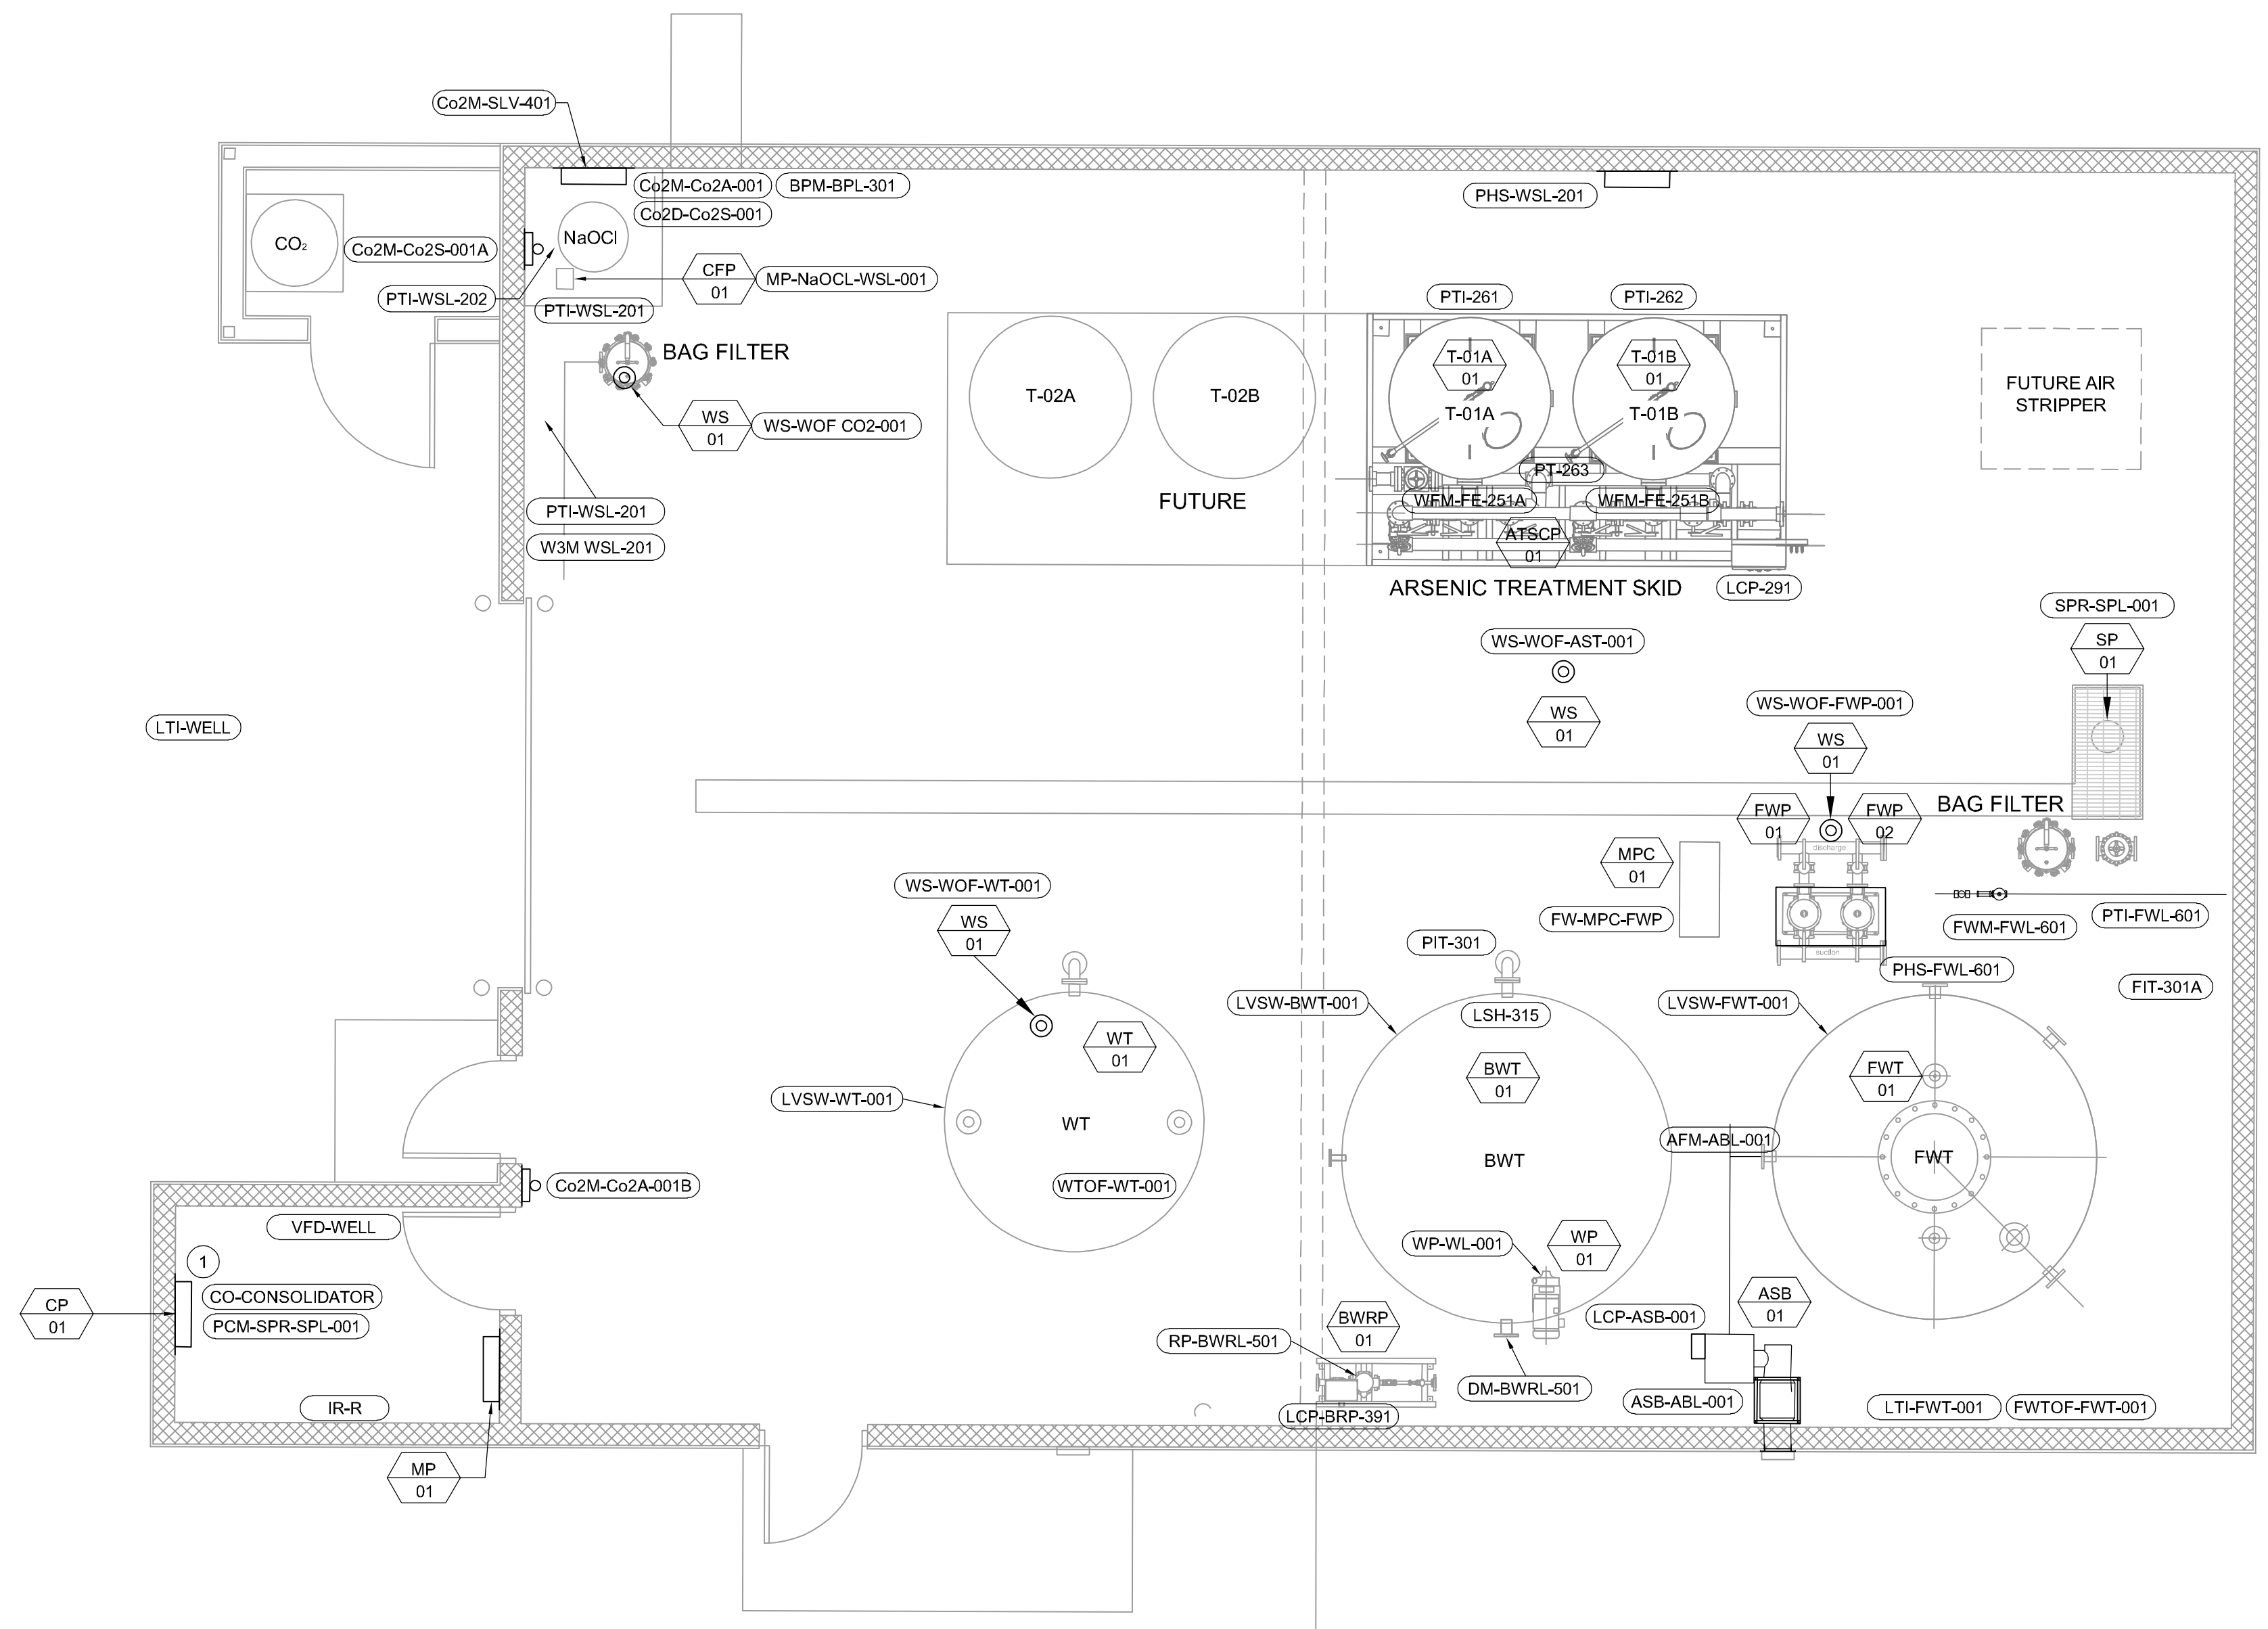 Co2M-SLV-401
Co2M-Co2A-001
BPM-BPL-301
PHS-WSL-201
Co2D-Co2S-001
NaOCl
CO2
Co2M-Co2S-001A
CFP
01
MP-NaOCL-WSL-001
PTI-WSL-202
PTI-WSL-201
BAG FILTER
PTI-261
PTI-262
T-01A
01
T-01B
01
T-02A
T-02B
T-01A
T-01B
FUTURE AIR
STRIPPER
WS
01
WS-WOF CO2-001
PT-263
FUTURE
WFM-FE-251A
WFM-FE-251B
PTI-WSL-201
W3M WSL-201
ATSCP
01
ARSENIC TREATMENT SKID
LCP-291
SPR-SPL-001
SP
01
WS-WOF-AST-001
WS
01
LTI-WELL
WS-WOF-FWP-001
WS
01
FWP
01
FWP
02
BAG FILTER
discharge
MPC
01
WS-WOF-WT-001
WS
01
FW-MPC-FWP
PTI-FWL-601
FWM-FWL-601
PIT-301
suction
PHS-FWL-601
FIT-301A
LVSW-BWT-001
LVSW-FWT-001
LSH-315
WT
01
BWT
01
FWT
01
LVSW-WT-001
WT
AFM-ABL-001
BWT
FWT
Co2M-Co2A-001B
WTOF-WT-001
VFD-WELL
WP-WL-001
WP
01
1
CO-CONSOLIDATOR
CP
01
PCM-SPR-SPL-001
ASB
01
LCP-ASB-001
BWRP
01
RP-BWRL-501
DM-BWRL-501
ASB-ABL-001
IR-R
LCP-BRP-391
LTI-FWT-001
FWTOF-FWT-001
MP
01